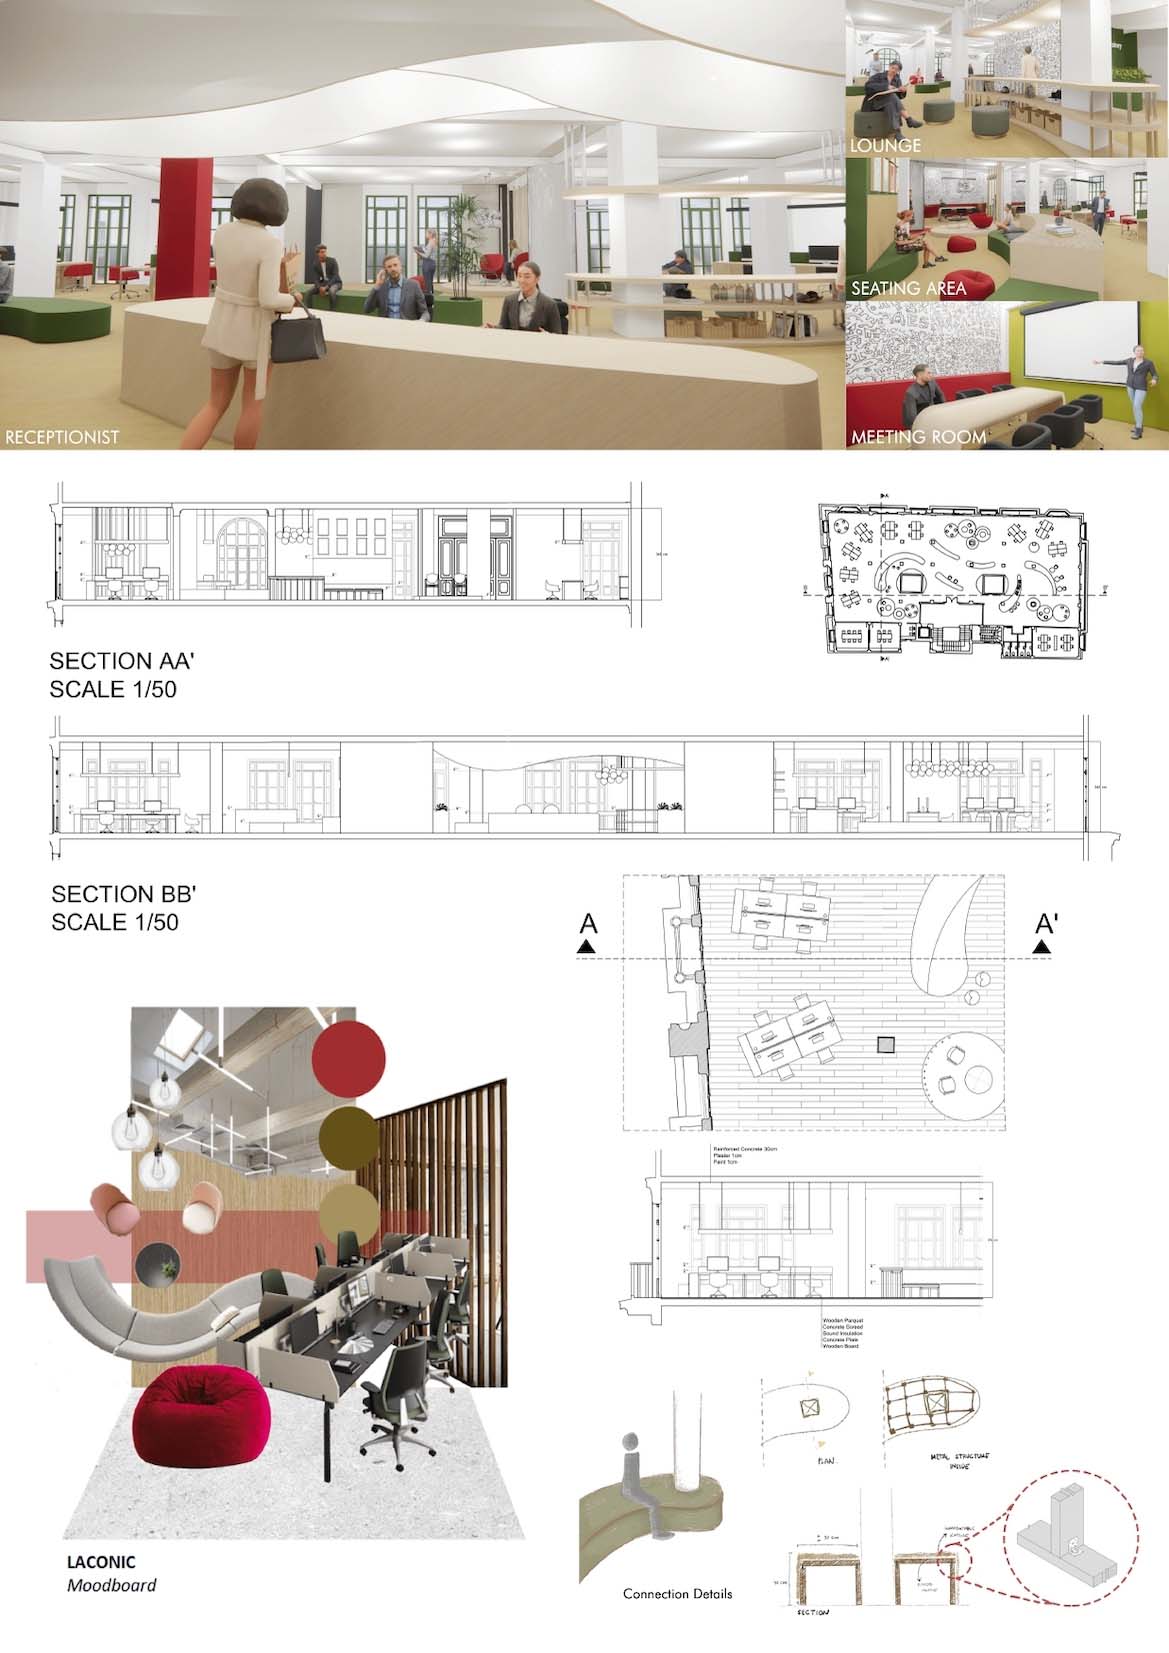 RECEPTIONIST
LOUNGE
SEATING AREA
MEETING ROOM
SECTION AA'
SCALE 1/50
SECTION BB'
SCALE 1/50
A
A'
Reinforced Concrete 30cm
Plaster 1cm
Paint 1cm
Wooden Parquet
Concrete Screed
Sound Insulation
Concrete Plate
Wooden Board
LACONIC
Moodboard
PLAN
METAL STRUCTURE
INSIDE
SECTION
Connection Details